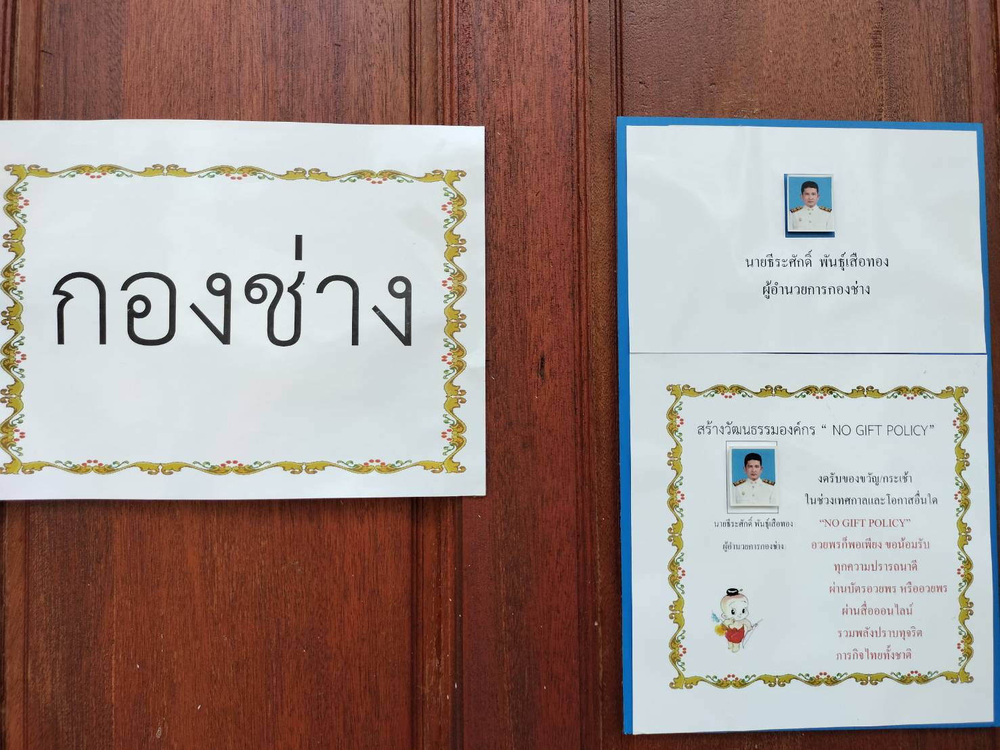 กองช่าง
นายธีระศักดิ์ พันธุ์เสือทอง
ผู้อำนวยการกองช่าง
สร้างวัฒนธรรมองค์กร “ NO GIFT POLICY”
นายธีระศักดิ์ พันธุ์เสือทอง
ผู้อำนวยการกองช่าง
งดรับของขวัญ/กระเช้า
ในช่วงเทศกาลและโอกาสอื่นใด
“NO GIFT POLICY”
อวยพรก็พอเพียง ขอน้อมรับ
ทุกความปรารถนาดี
ผ่านบัตรอวยพร หรืออวยพร
ผ่านสื่อออนไลน์
รวมพลังปราบทุจริต
ภารกิจไทยทั้งชาติ